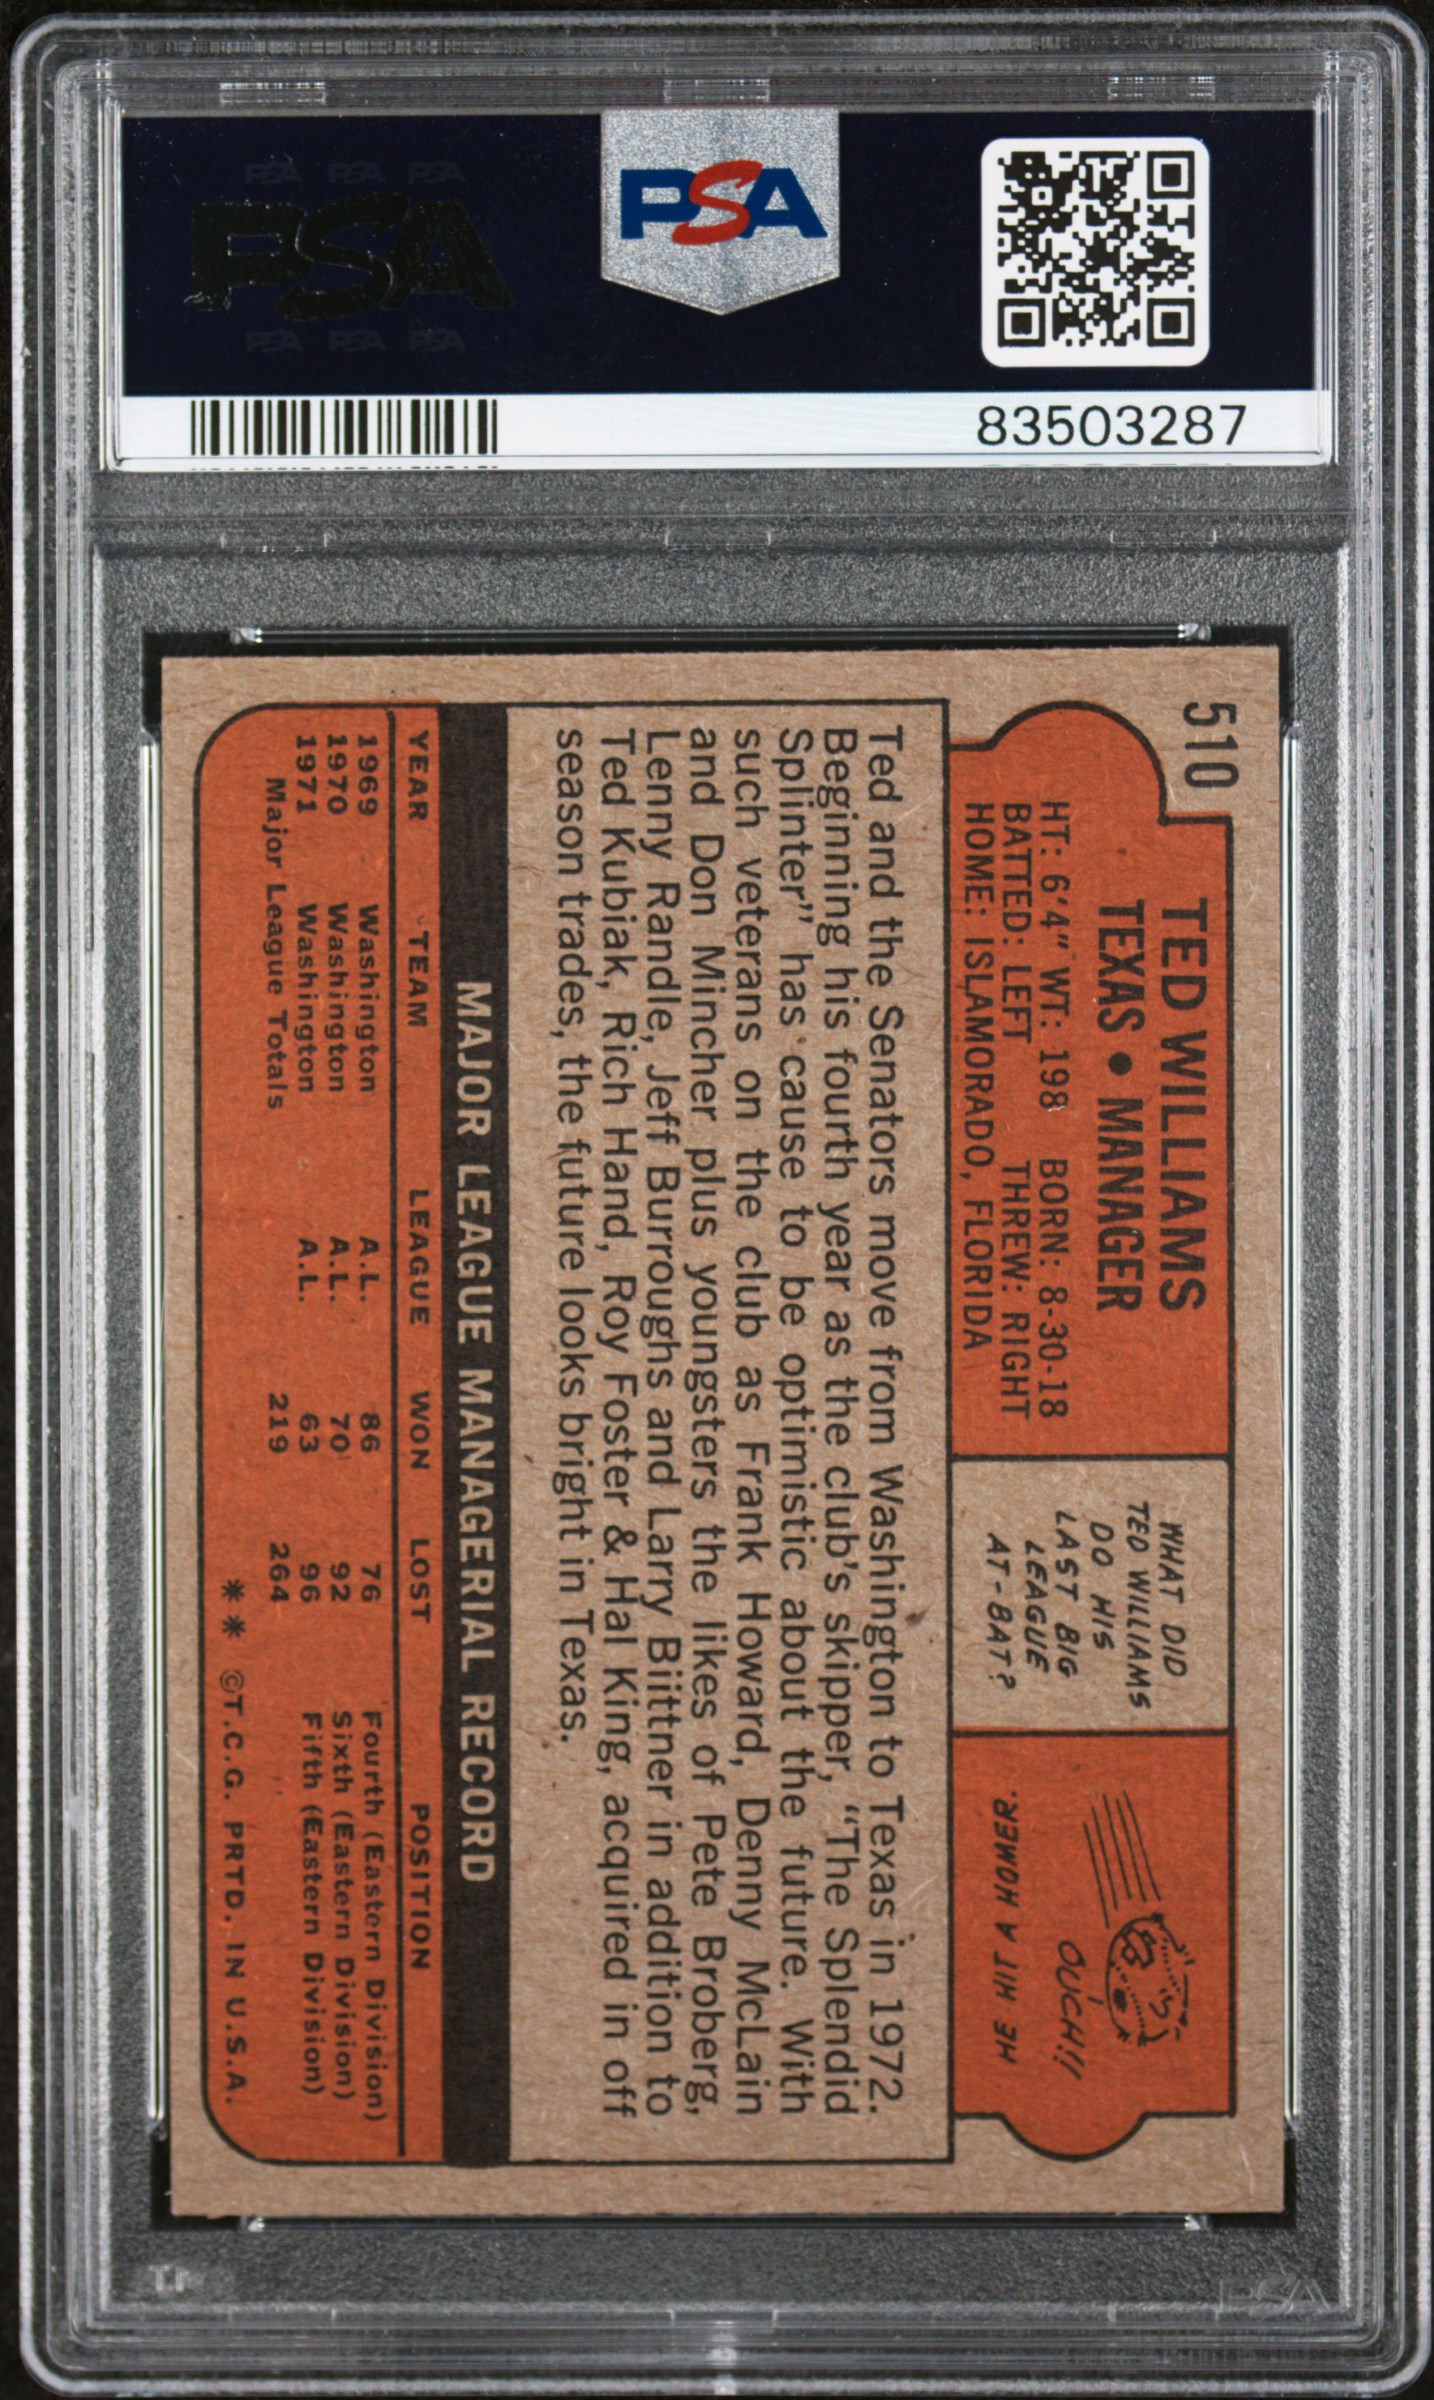 PSA PSA PSA
PSA
PSA PSA PSA
PSA
83503287
510
TED WILLIAMS
TEXAS • MANAGER
HT: 6'4" WT: 198 BORN: 8-30-18
BATTED: LEFT THREW: RIGHT
HOME: ISLAMORADO, FLORIDA
WHAT DID
TED WILLIAMS
DO HIS
LAST BIG
LEAGUE
AT-BAT?
OUCH!!
HE HIT A HOMER.
Ted and the Senators move from Washington to Texas in 1972.
Beginning his fourth year as the club's skipper, "The Splendid
Splinter" has cause to be optimistic about the future. With
such veterans on the club as Frank Howard, Denny McLain
and Don Mincher plus youngsters the likes of Pete Broberg,
Lenny Randle, Jeff Burroughs and Larry Biittner in addition to
Ted Kubiak, Rich Hand, Roy Foster & Hal King, acquired in off
season trades, the future looks bright in Texas.
MAJOR LEAGUE MANAGERIAL RECORD
YEAR TEAM LEAGUE WON LOST POSITION
1969 Washington A.L. 86 76 Fourth (Eastern Division)
1970 Washington A.L. 70 92 Sixth (Eastern Division)
1971 Washington A.L. 63 96 Fifth (Eastern Division)
Major League Totals 219 264
** ©T.C.G. PRTD. IN U.S.A.
TM
PSA